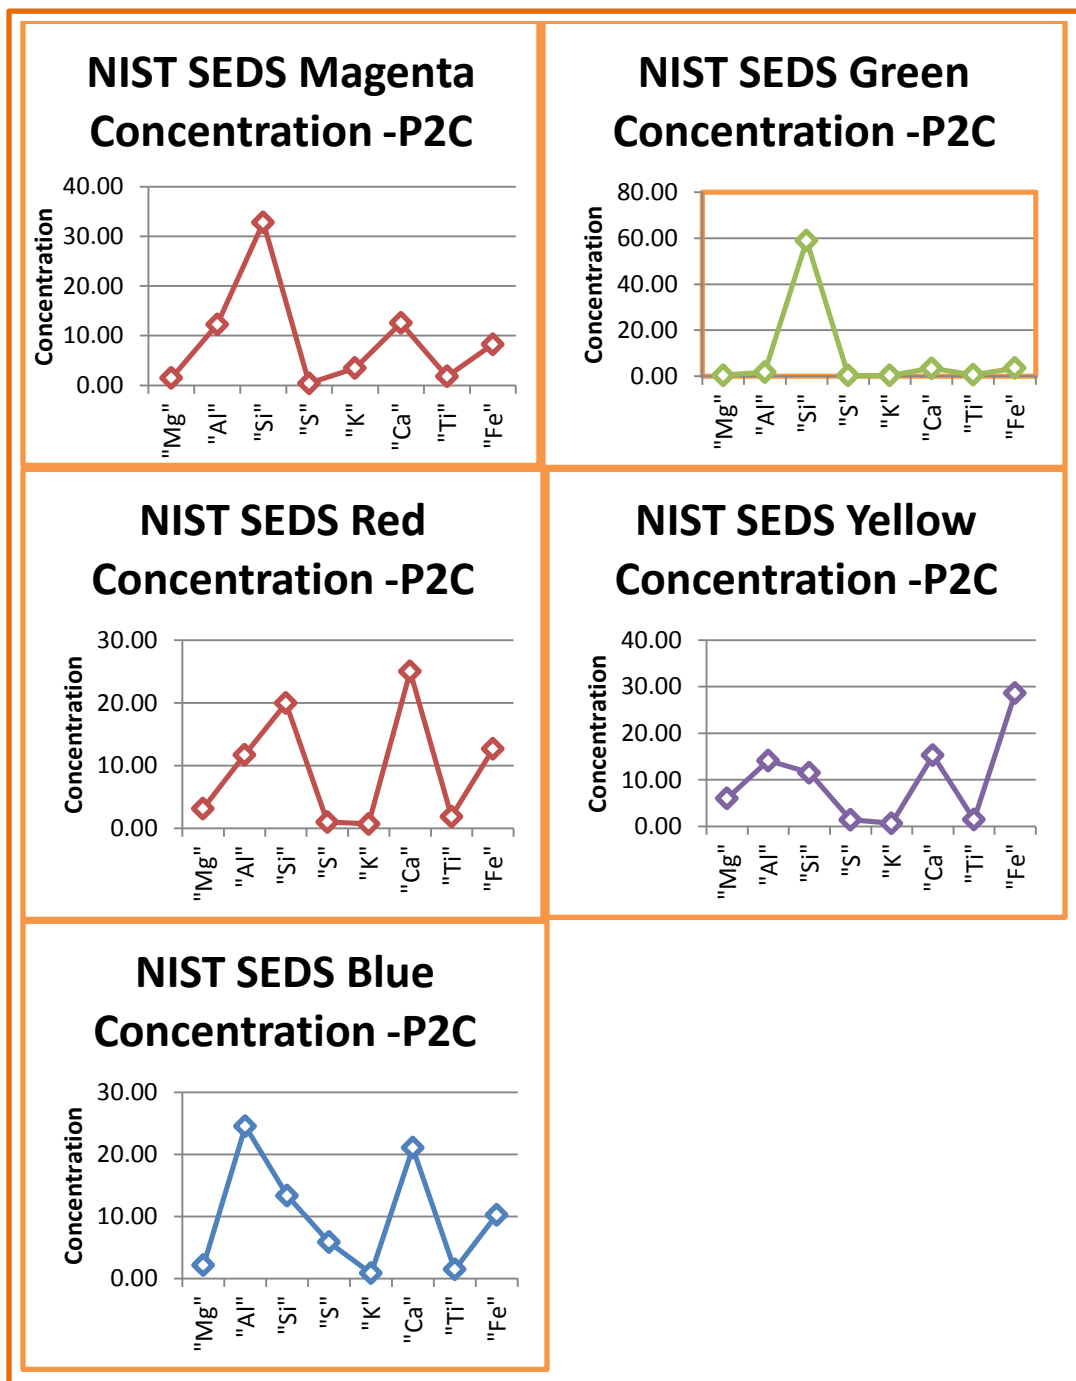 NIST SEDS Magenta
Concentration -P2C
Concentration
40.00
30.00
20.00
10.00
0.00
"Mg"
"Al"
"Si"
"S"
"K"
"Ca"
"Ti"
"Fe"
NIST SEDS Green
Concentration -P2C
Concentration
80.00
60.00
40.00
20.00
0.00
"Mg"
"Al"
"Si"
"S"
"K"
"Ca"
"Ti"
"Fe"
NIST SEDS Red
Concentration -P2C
Concentration
30.00
20.00
10.00
0.00
"Mg"
"Al"
"Si"
"S"
"K"
"Ca"
"Ti"
"Fe"
NIST SEDS Yellow
Concentration -P2C
Concentration
40.00
30.00
20.00
10.00
0.00
"Mg"
"Al"
"Si"
"S"
"K"
"Ca"
"Ti"
"Fe"
NIST SEDS Blue
Concentration -P2C
Concentration
30.00
20.00
10.00
0.00
"Mg"
"Al"
"Si"
"S"
"K"
"Ca"
"Ti"
"Fe"